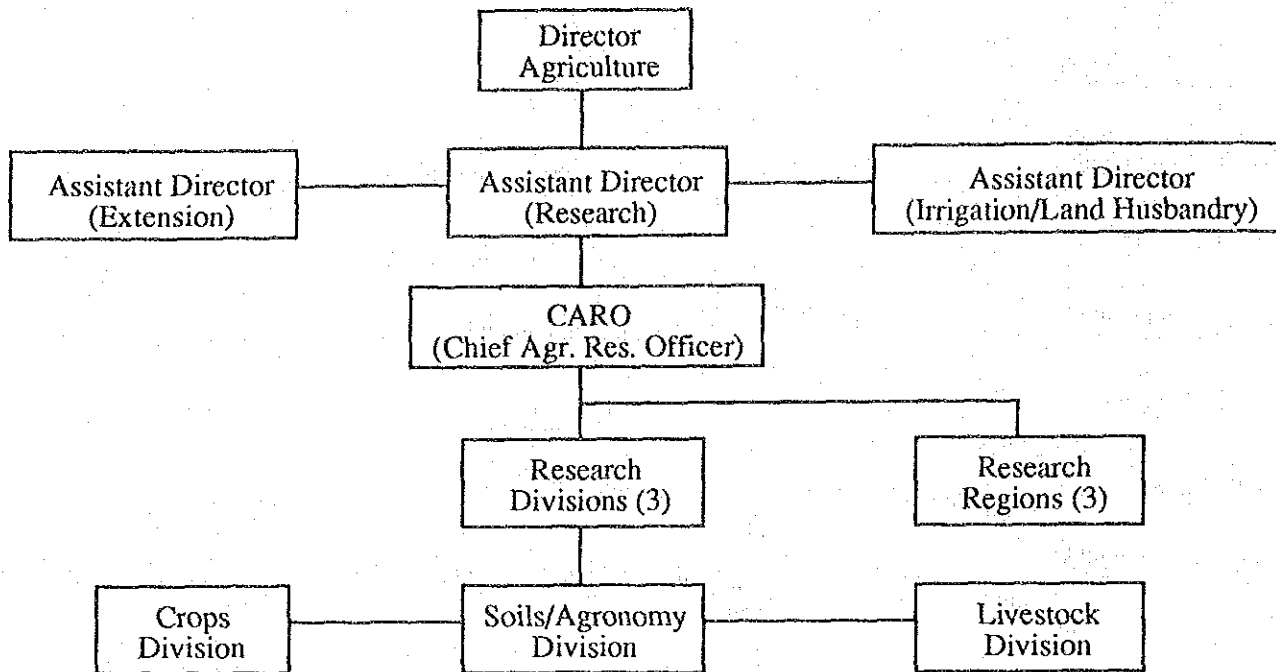 Director
Agriculture
Assistant Director
(Extension)
Assistant Director
(Research)
Assistant Director
(Irrigation/Land Husbandry)
CARO
(Chief Agr. Res. Officer)
Research
Divisions (3)
Research
Regions (3)
Crops
Division
Soils/Agronomy
Division
Livestock
Division